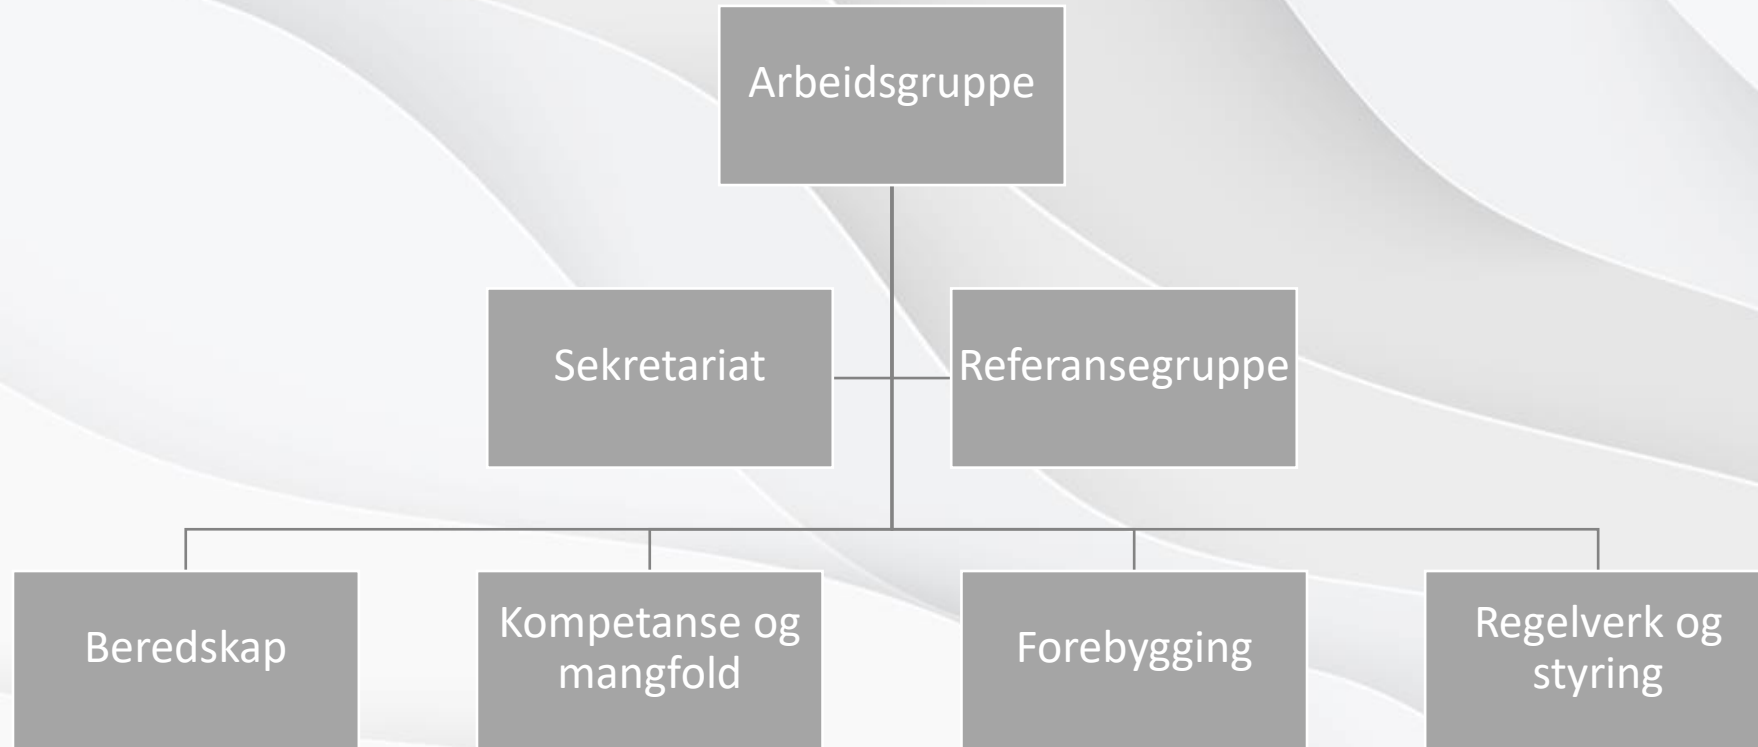 Arbeidsgruppe
Sekretariat
Referansegruppe
Beredskap
Kompetanse og
mangfold
Forebygging
Regelverk og
styring